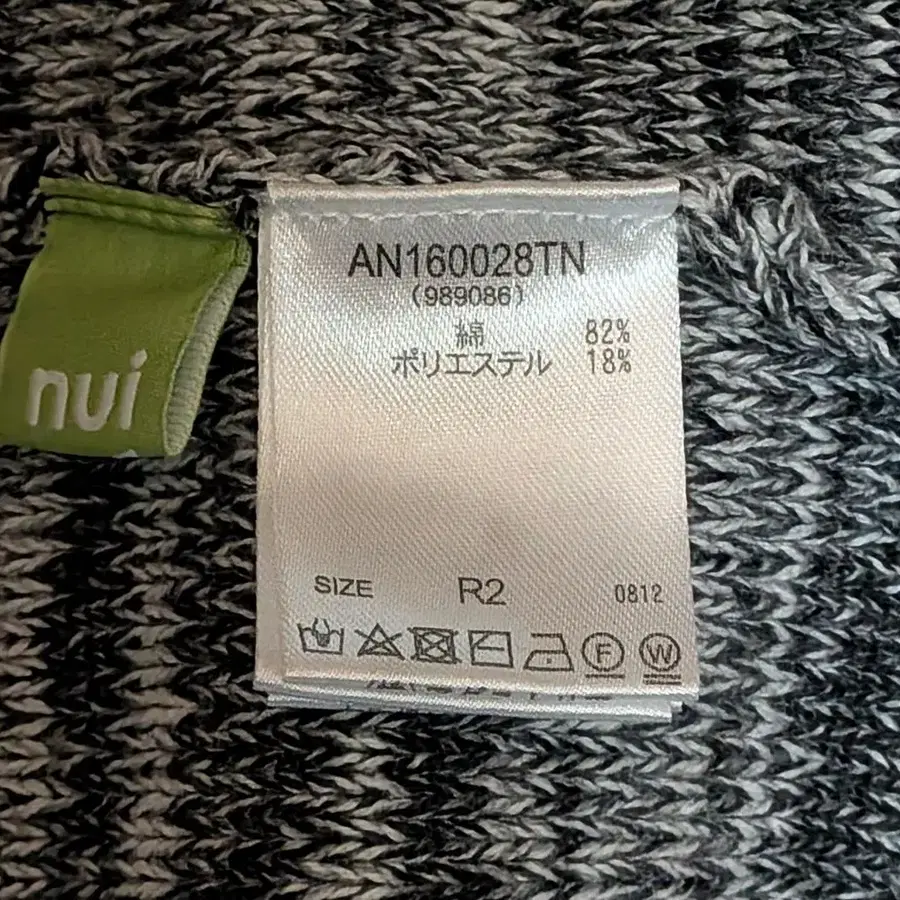 nui
AN160028TN
(989086)
綿 82%
ポリエステル 18%
SIZE R2 0812
F W